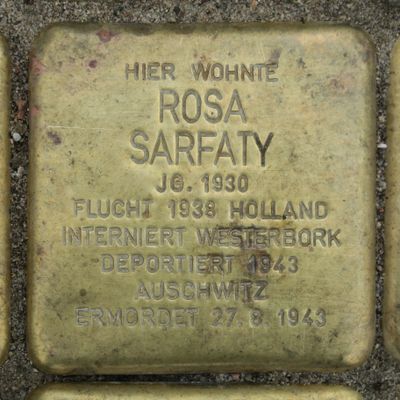 HIER WOHNTE
ROSA
SARFATY
JG. 1930
FLUCHT 1938 HOLLAND
INTERNIERT WESTERBORK
DEPORTIERT 1943
AUSCHWITZ
ERMORDET 27.8.1943